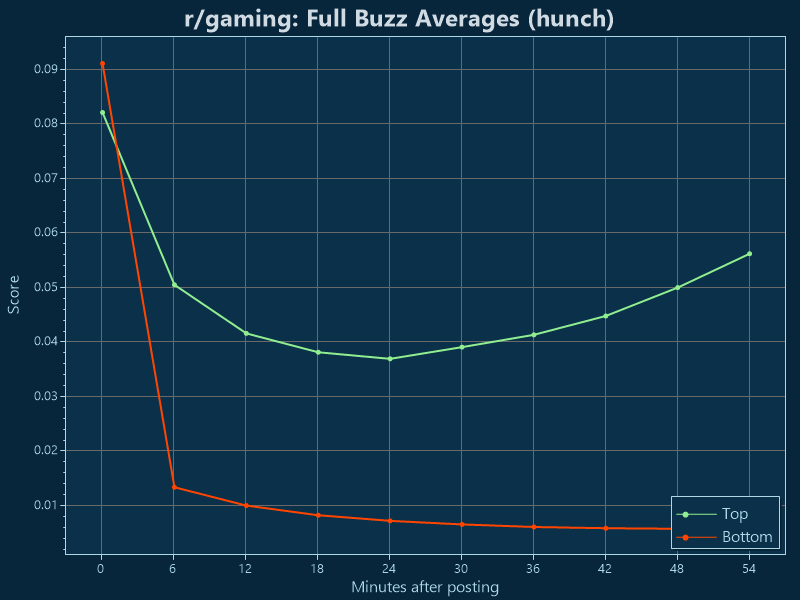 r/gaming: Full Buzz Averages (hunch)
Score
0.09
0.08
0.07
0.06
0.05
0.04
0.03
0.02
0.01
0 6 12 18 24 30 36 42 48 54
Minutes after posting
Top
Bottom